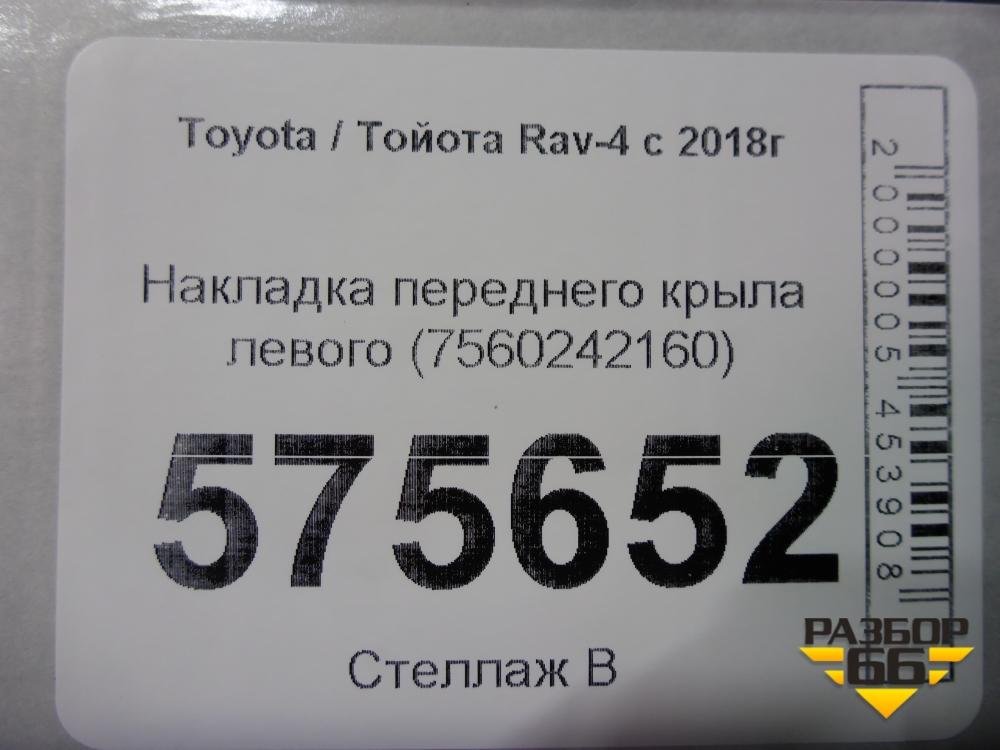 Toyota / Тойота Rav-4 с 2018г
Накладка переднего крыла
левого (7560242160)
575652
Стеллаж В
2000005453908
РАЗБОР
66